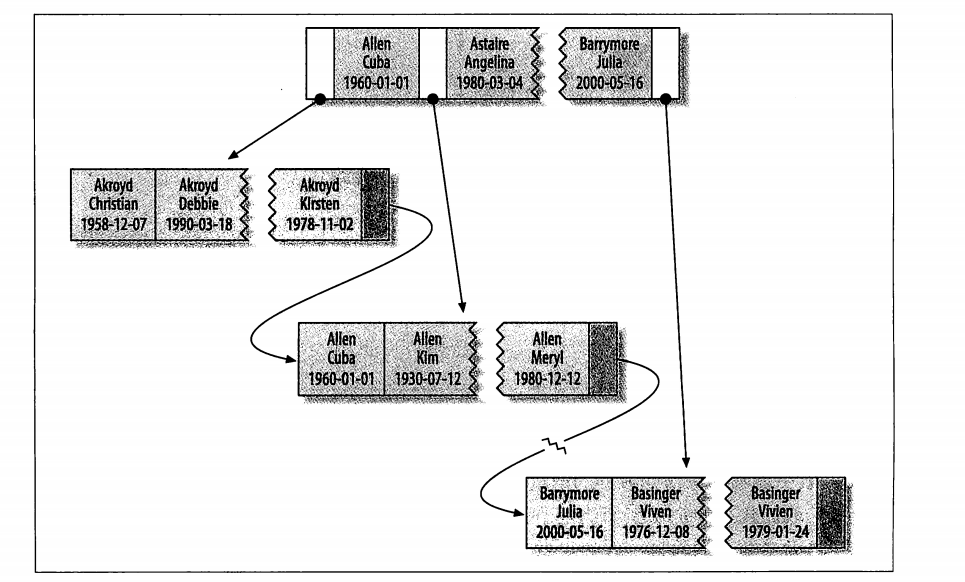 Allen
Cuba
1960-01-01
Astaire
Angelina
1980-03-04
Barrymore
Julia
2000-05-16
Akroyd
Christian
1958-12-07
Akroyd
Debbie
1990-03-18
Akroyd
Kirsten
1978-11-02
Allen
Cuba
1960-01-01
Allen
Kim
1930-07-12
Allen
Meryl
1980-12-12
Barrymore
Julia
2000-05-16
Basinger
Viven
1976-12-08
Basinger
Vivien
1979-01-24